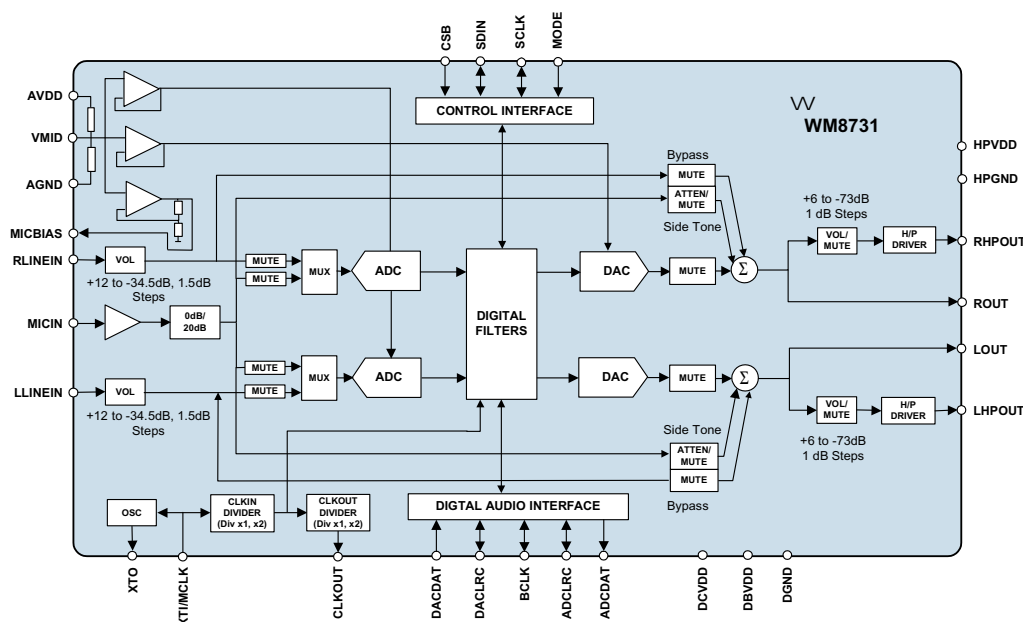 CSB
SDIN
SCLK
MODE
AVDD
VMID
AGND
MICBIAS
RLINEIN
MICIN
LLINEIN
CONTROL INTERFACE
W
WM8731
HPVDD
HPGND
RHPOUT
ROUT
LOUT
LHPOUT
Bypass
MUTE
ATTEN/
MUTE
Side Tone
+6 to -73dB
1 dB Steps
VOL/
MUTE
H/P
DRIVER
VOL
+12 to -34.5dB, 1.5dB
Steps
MUTE
MUTE
MUX
ADC
DIGITAL
FILTERS
DAC
MUTE
Σ
0dB/
20dB
VOL
+12 to -34.5dB, 1.5dB
Steps
MUTE
MUTE
MUX
ADC
DAC
MUTE
Σ
VOL/
MUTE
H/P
DRIVER
+6 to -73dB
1 dB Steps
Side Tone
ATTEN/
MUTE
MUTE
Bypass
OSC
CLKIN
DIVIDER
(Div x1, x2)
CLKOUT
DIVIDER
(Div x1, x2)
DIGTAL AUDIO INTERFACE
XTO
XTI/MCLK
CLKOUT
DACDAT
DACLRC
BCLK
ADCLRC
ADCDAT
DCVDD
DBVDD
DGND